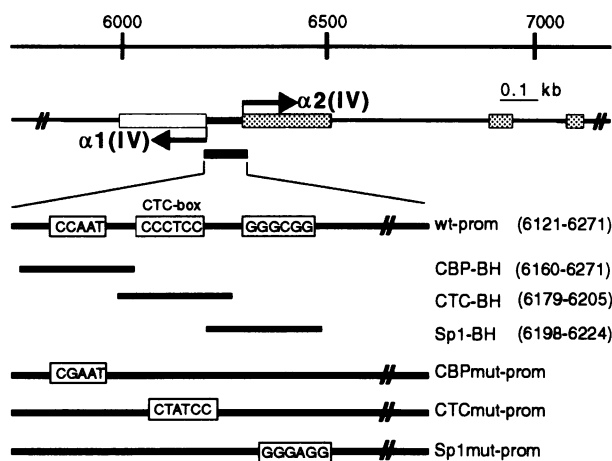 6000 6500 7000
0.1 kb
α2(IV)
α1(IV)
CTC-box
CCAAT CCCTCC GGGCGG wt-prom (6121-6271)
CBP-BH (6160-6271)
CTC-BH (6179-6205)
Sp1-BH (6198-6224)
CGAAT CBPmut-prom
CTATCC CTCmut-prom
GGGAGG Sp1mut-prom